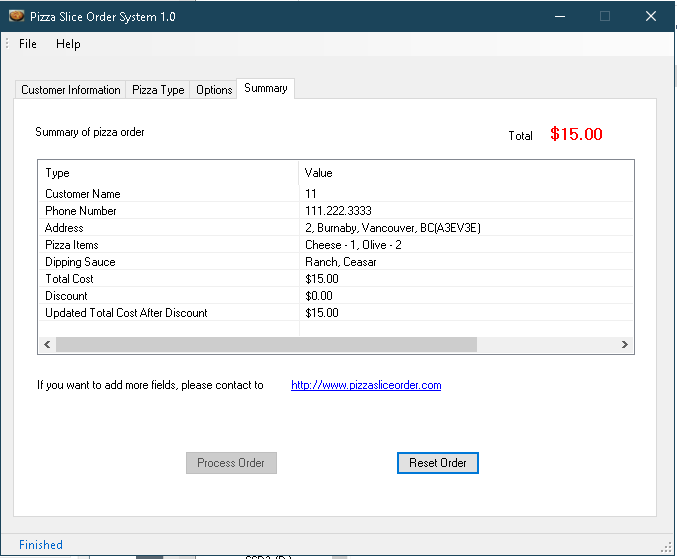 Pizza Slice Order System 1.0
File Help
Customer Information Pizza Type Options Summary
Summary of pizza order
Total $15.00
Type Value
Customer Name 11
Phone Number 111.222.3333
Address 2, Burnaby, Vancouver, BC(A3EV3E)
Pizza Items Cheese - 1, Olive - 2
Dipping Sauce Ranch, Ceasar
Total Cost $15.00
Discount $0.00
Updated Total Cost After Discount $15.00
If you want to add more fields, please contact to http://www.pizzasliceorder.com
Process Order Reset Order
Finished